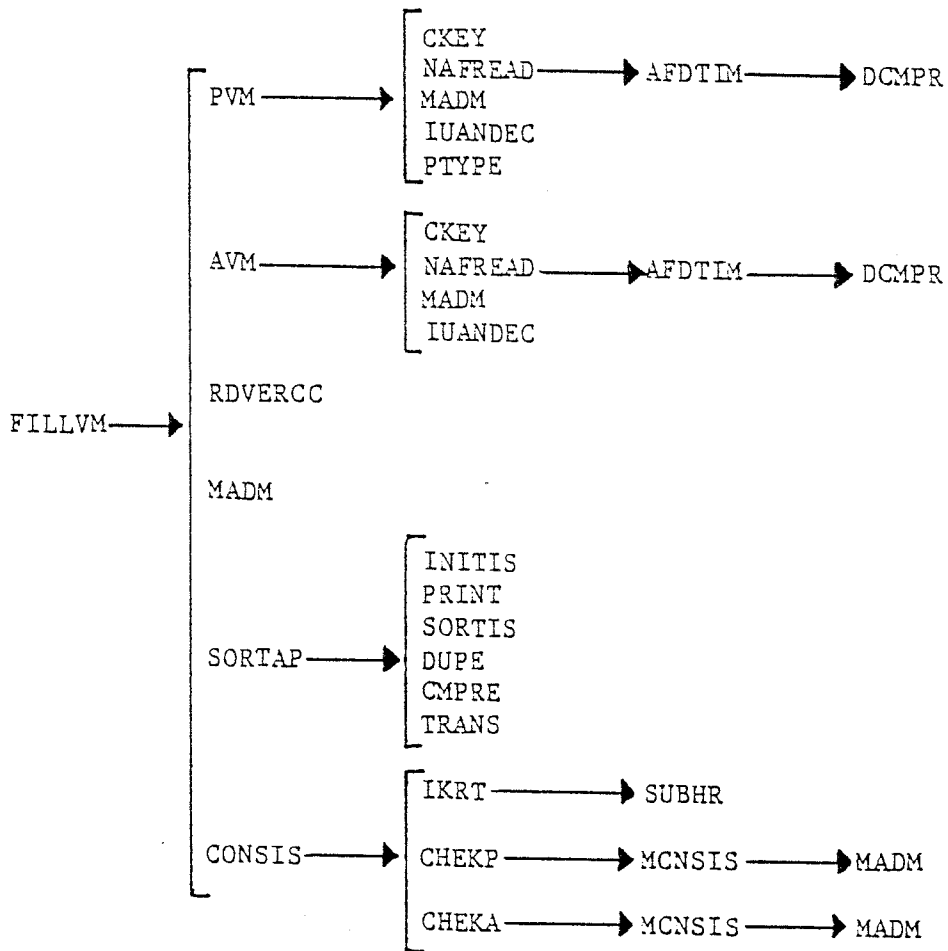 CKEY
NAFREAD AFDTIM DCMPR
PVM
MADM
IUANDEC
PTYPE
CKEY
AVM
NAFREAD AFDTIM DCMPR
MADM
IUANDEC
RDVERCC
FILLVM
MADM
INITIS
PRINT
SORTIS
SORTAP
DUPE
CMPRE
TRANS
IKRT SUBHR
CONSIS
CHEKP MCNSIS MADM
CHEKA MCNSIS MADM